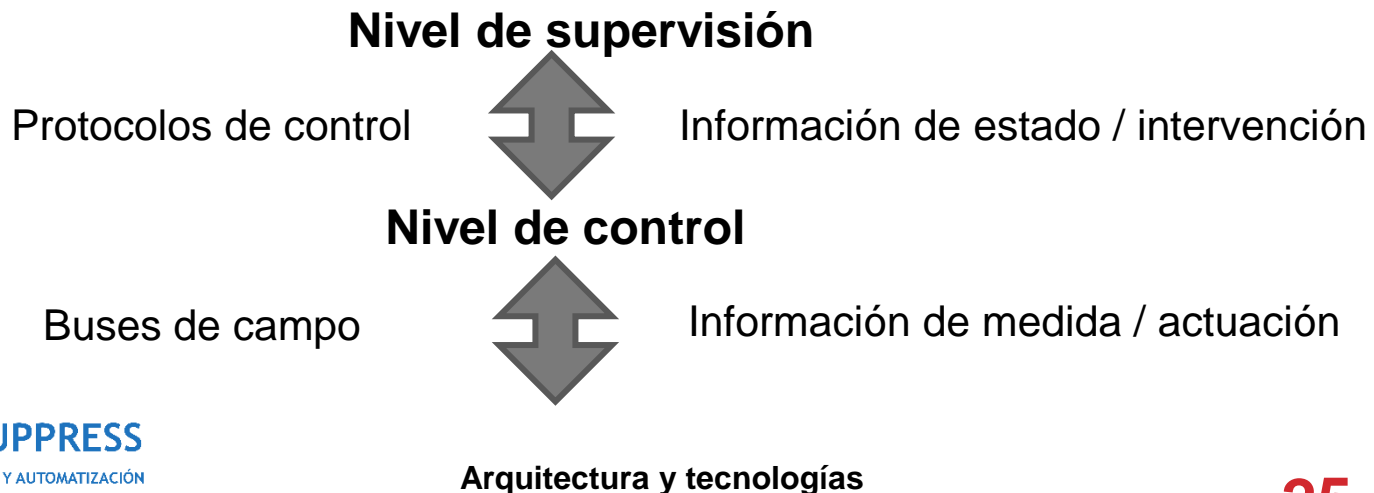 Nivel de supervisión
Protocolos de control
Información de estado / intervención
Nivel de control
Buses de campo
Información de medida / actuación
UPPRESS
Y AUTOMATIZACIÓN
Arquitectura y tecnologías
25